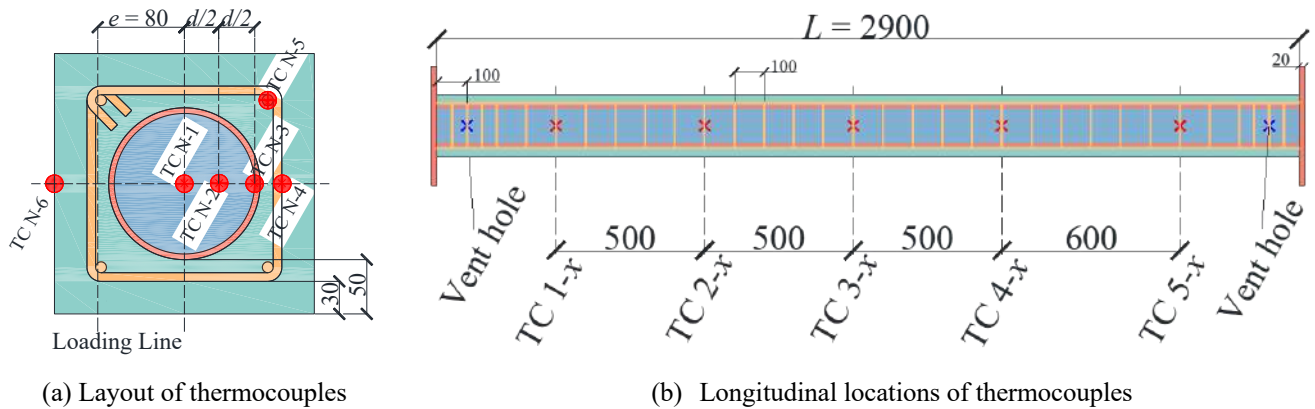 e = 80
d/2
d/2
TC N-5
TC N-1
TC N-3
TC N-2
TC N-4
TC N-6
30
50
Loading Line
(a) Layout of thermocouples
L = 2900
100
100
20
500
500
500
600
Vent hole
TC 1-x
TC 2-x
TC 3-x
TC 4-x
TC 5-x
Vent hole
(b) Longitudinal locations of thermocouples